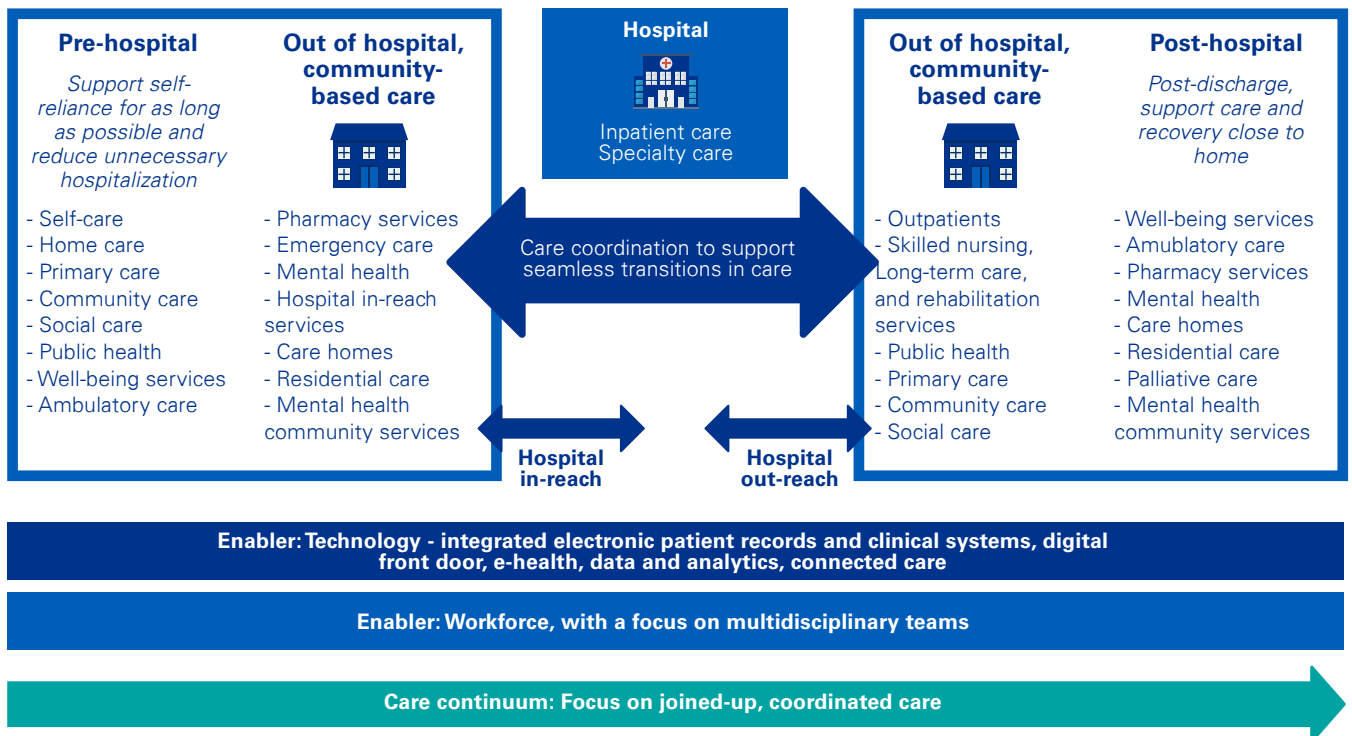 Pre-hospital
Support self-
reliance for as long
as possible and
reduce unnecessary
hospitalization
- Self-care
- Home care
- Primary care
- Community care
- Social care
- Public health
- Well-being services
- Ambulatory care
Out of hospital,
community-
based care
- Pharmacy services
- Emergency care
- Mental health
- Hospital in-reach
services
- Care homes
- Residential care
- Mental health
community services
Hospital
Inpatient care
Specialty care
Care coordination to support
seamless transitions in care
Hospital
in-reach
Hospital
out-reach
Out of hospital,
community-
based care
- Outpatients
- Skilled nursing,
Long-term care,
and rehabilitation
services
- Public health
- Primary care
- Community care
- Social care
Post-hospital
Post-discharge,
support care and
recovery close to
home
- Well-being services
- Amublatory care
- Pharmacy services
- Mental health
- Care homes
- Residential care
- Palliative care
- Mental health
community services
Enabler: Technology - integrated electronic patient records and clinical systems, digital
front door, e-health, data and analytics, connected care
Enabler: Workforce, with a focus on multidisciplinary teams
Care continuum: Focus on joined-up, coordinated care